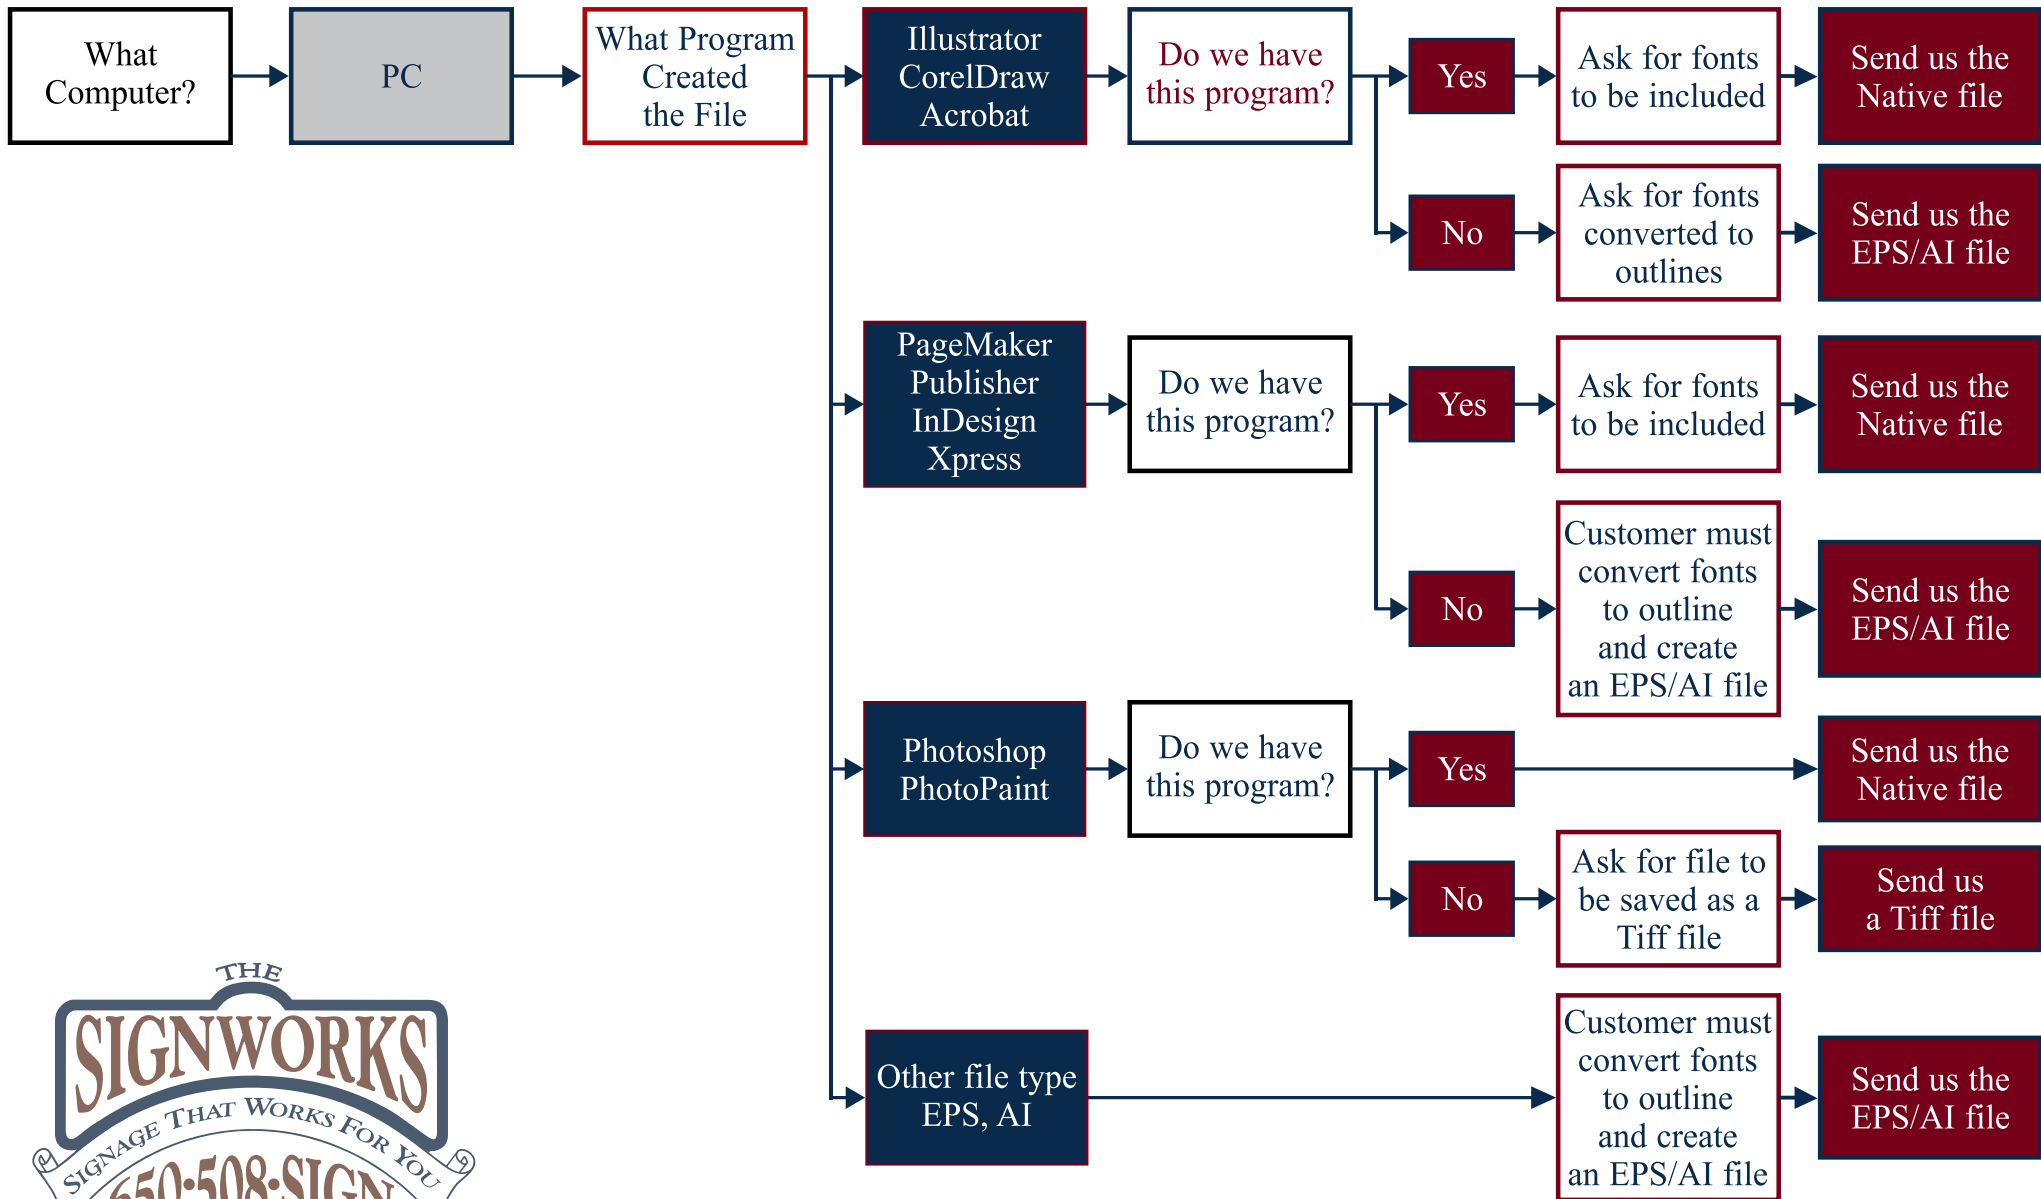 What
Computer?
PC
What Program
Created
the File
Illustrator
CorelDraw
Acrobat
Do we have
this program?
Yes
Ask for fonts
to be included
Send us the
Native file
No
Ask for fonts
converted to
outlines
Send us the
EPS/AI file
PageMaker
Publisher
InDesign
Xpress
Do we have
this program?
Yes
Ask for fonts
to be included
Send us the
Native file
No
Customer must
convert fonts
to outline
and create
an EPS/AI file
Send us the
EPS/AI file
Photoshop
PhotoPaint
Do we have
this program?
Yes
Send us the
Native file
No
Ask for file to
be saved as a
Tiff file
Send us
a Tiff file
Other file type
EPS, AI
Customer must
convert fonts
to outline
and create
an EPS/AI file
Send us the
EPS/AI file
THE
SIGNWORKS
SIGNAGE THAT WORKS FOR YOU
650•508•SIGN